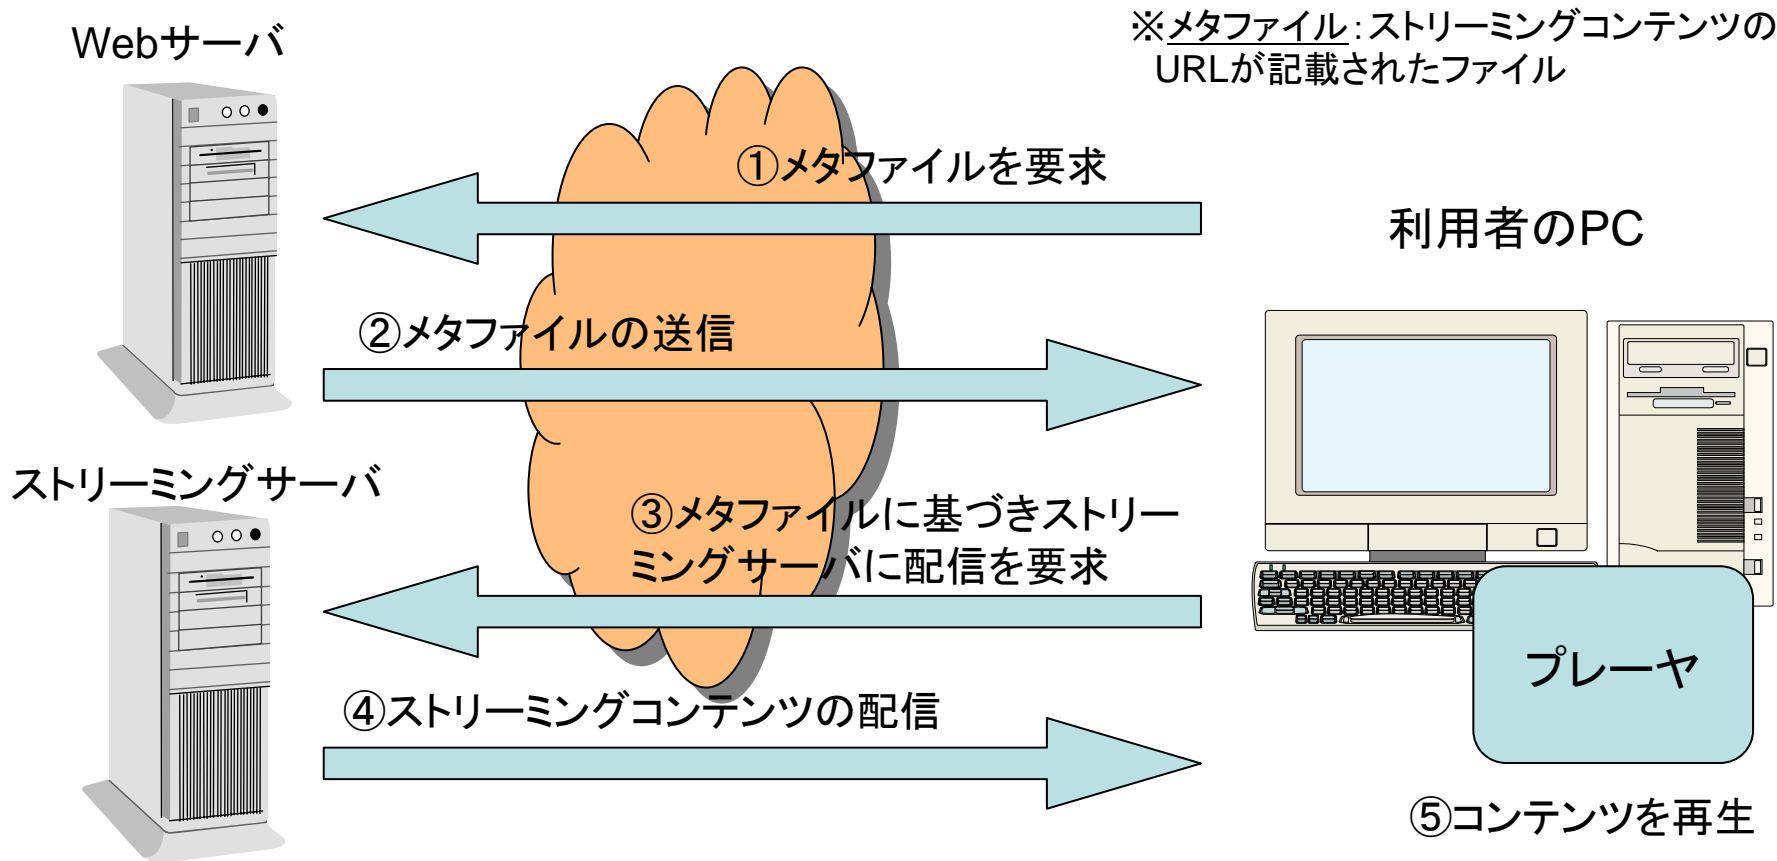 ※メタファイル：ストリーミングコンテンツの
URLが記載されたファイル
Webサーバ
①メタファイルを要求
利用者のPC
②メタファイルの送信
ストリーミングサーバ
③メタファイルに基づきストリー
ミングサーバに配信を要求
プレーヤ
④ストリーミングコンテンツの配信
⑤コンテンツを再生